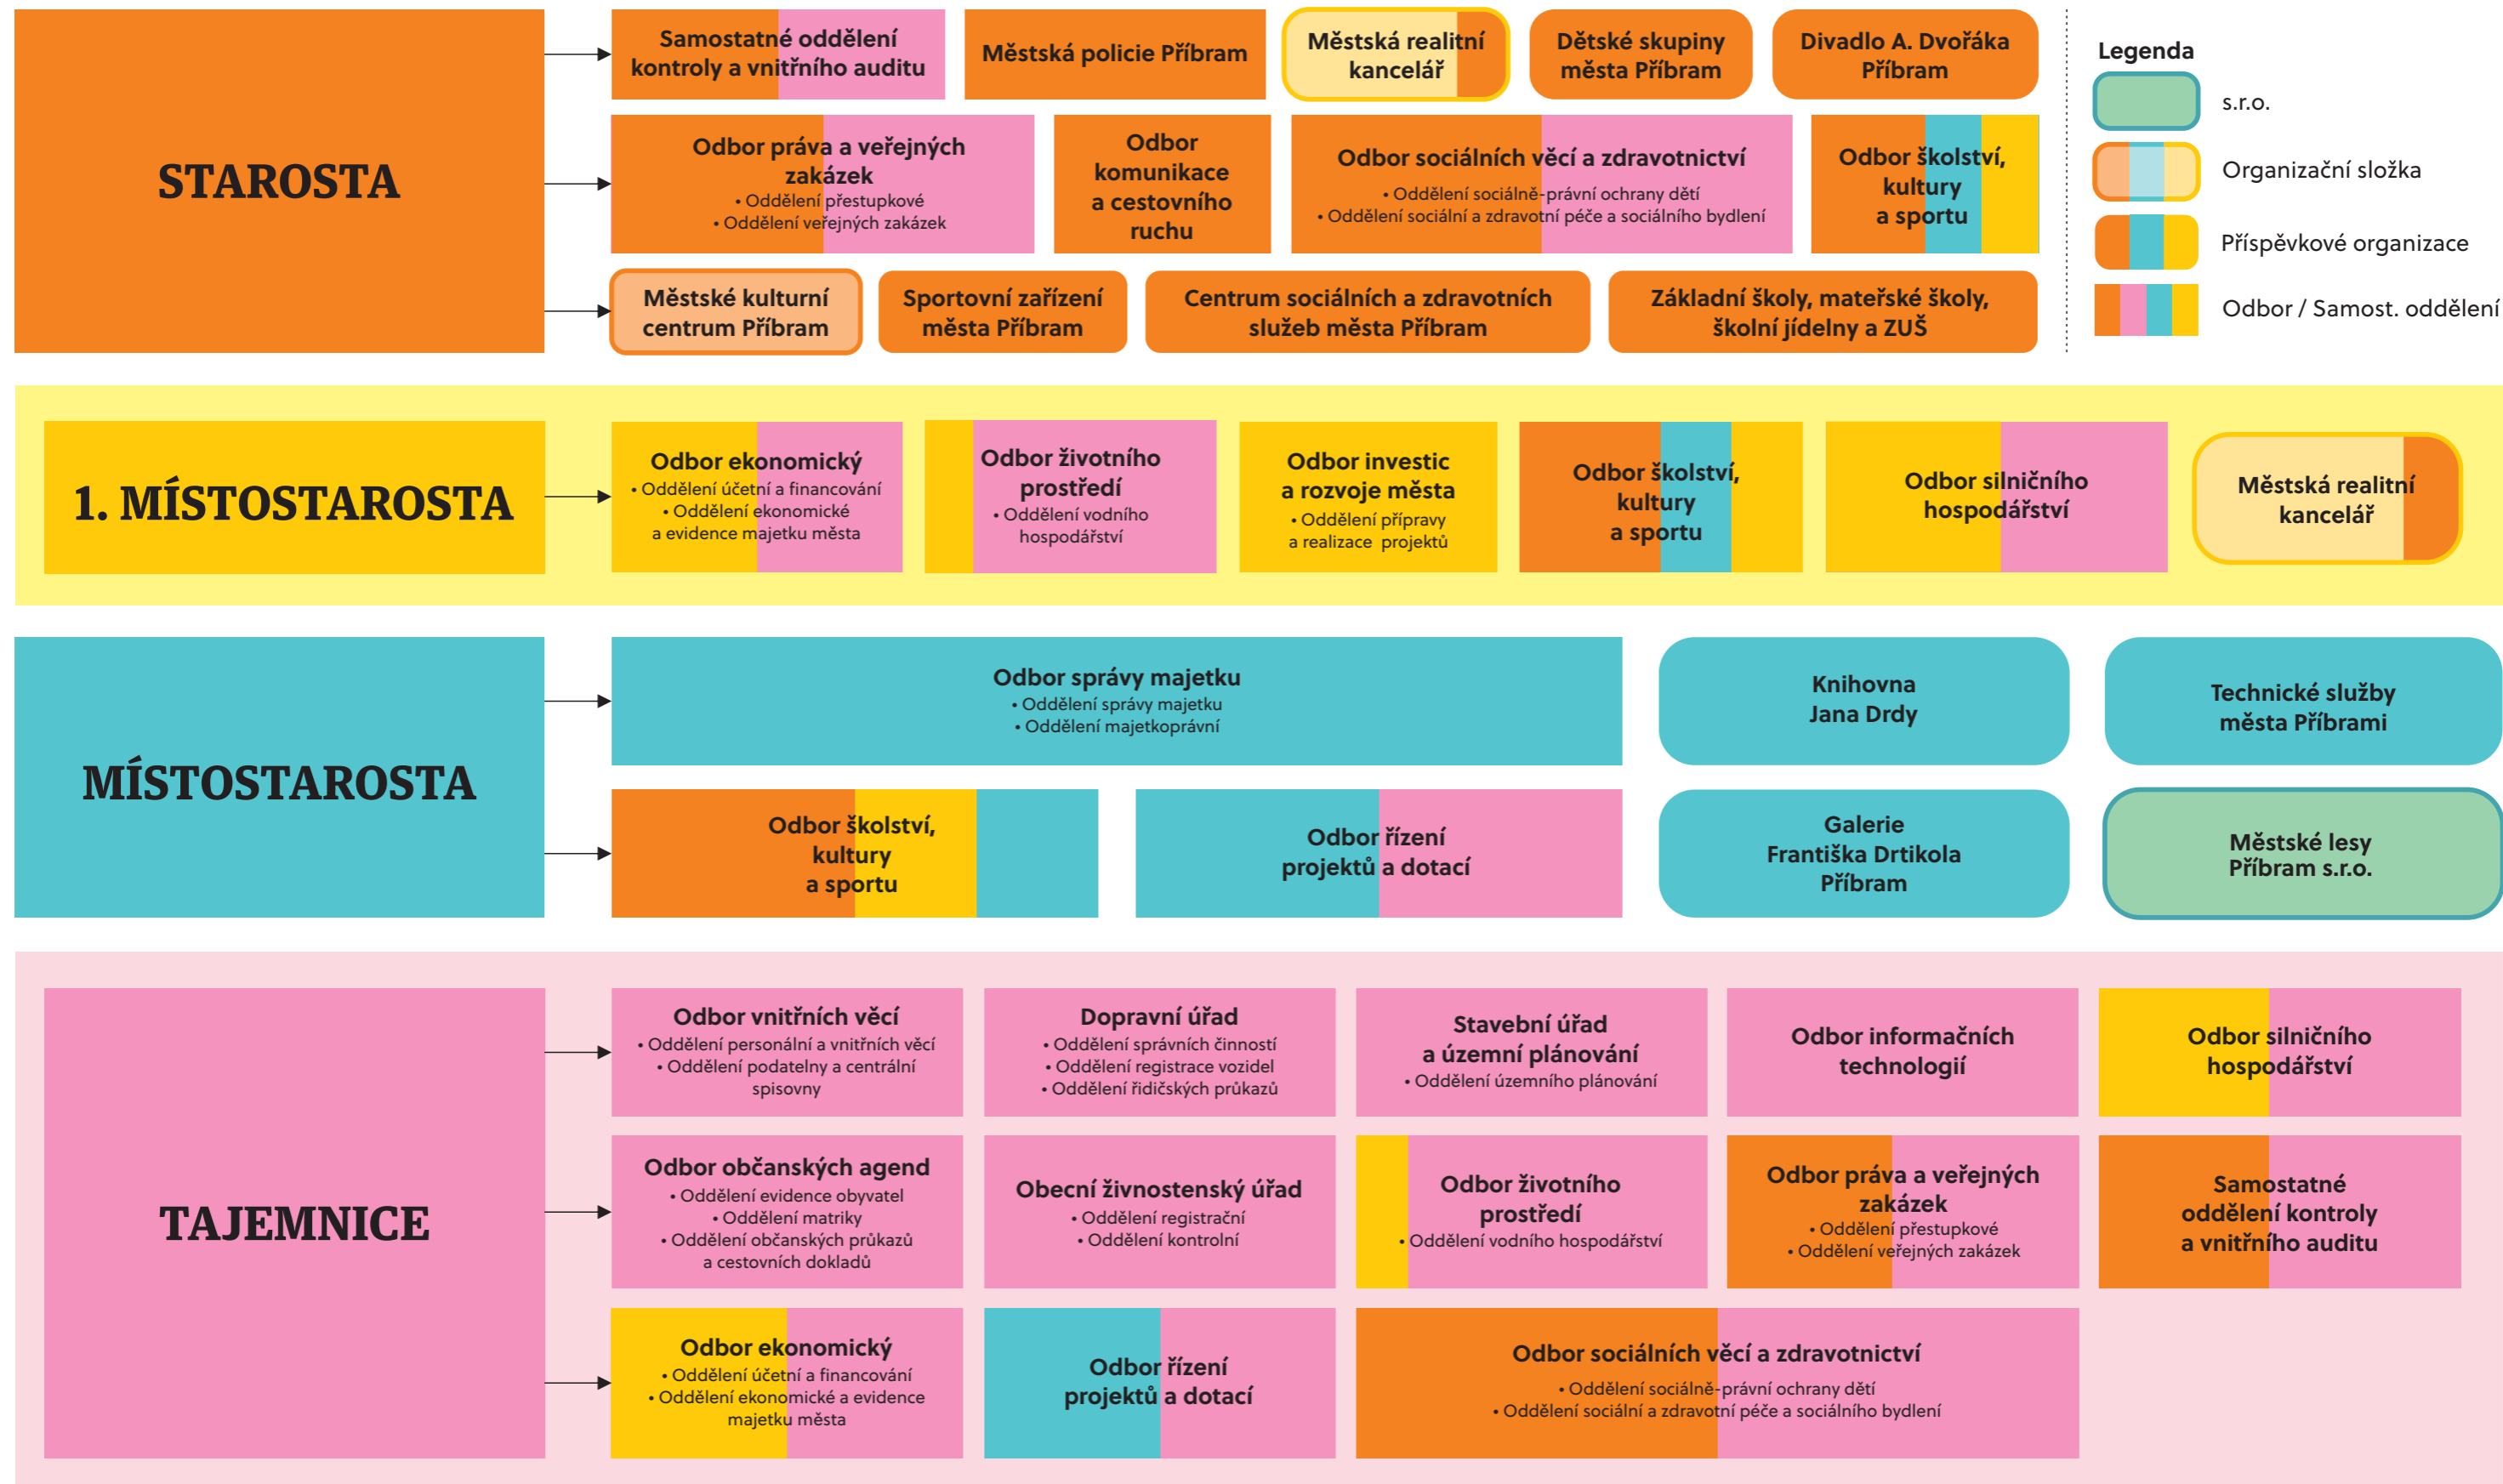 STAROSTA
Samostatné oddělení
kontroly a vnitřního auditu
Městská policie Příbram
Městská realitní
kancelář
Dětské skupiny
města Příbram
Divadlo A. Dvořáka
Příbram
Odbor práva a veřejných
zakázek
• Oddělení přestupkové
• Oddělení veřejných zakázek
Odbor
komunikace
a cestovního
ruchu
Odbor sociálních věcí a zdravotnictví
• Oddělení sociálně-právní ochrany dětí
• Oddělení sociální a zdravotní péče a sociálního bydlení
Odbor školství,
kultury
a sportu
Městské kulturní
centrum Příbram
Sportovní zařízení
města Příbram
Centrum sociálních a zdravotních
služeb města Příbram
Základní školy, mateřské školy,
školní jídelny a ZUŠ
Legenda
s.r.o.
Organizační složka
Příspěvkové organizace
Odbor / Samost. oddělení
1. MÍSTOSTAROSTA
Odbor ekonomický
• Oddělení účetní a financování
• Oddělení ekonomické
a evidence majetku města
Odbor životního
prostředí
• Oddělení vodního
hospodářství
Odbor investic
a rozvoje města
• Oddělení přípravy
a realizace projektů
Odbor školství,
kultury
a sportu
Odbor silničního
hospodářství
Městská realitní
kancelář
MÍSTOSTAROSTA
Odbor správy majetku
• Oddělení správy majetku
• Oddělení majetkoprávní
Knihovna
Jana Drdy
Technické služby
města Příbrami
Odbor školství,
kultury
a sportu
Odbor řízení
projektů a dotací
Galerie
Františka Drtikola
Příbram
Městské lesy
Příbram s.r.o.
TAJEMNICE
Odbor vnitřních věcí
• Oddělení personální a vnitřních věcí
• Oddělení podatelny a centrální
spisovny
Dopravní úřad
• Oddělení správních činností
• Oddělení registrace vozidel
• Oddělení řidičských průkazů
Stavební úřad
a územní plánování
• Oddělení územního plánování
Odbor informačních
technologií
Odbor silničního
hospodářství
Odbor občanských agend
• Oddělení evidence obyvatel
• Oddělení matriky
• Oddělení občanských průkazů
a cestovních dokladů
Obecní živnostenský úřad
• Oddělení registrační
• Oddělení kontrolní
Odbor životního
prostředí
• Oddělení vodního hospodářství
Odbor práva a veřejných
zakázek
• Oddělení přestupkové
• Oddělení veřejných zakázek
Samostatné
oddělení kontroly
a vnitřního auditu
Odbor ekonomický
• Oddělení účetní a financování
• Oddělení ekonomické a evidence
majetku města
Odbor řízení
projektů a dotací
Odbor sociálních věcí a zdravotnictví
• Oddělení sociálně-právní ochrany dětí
• Oddělení sociální a zdravotní péče a sociálního bydlení